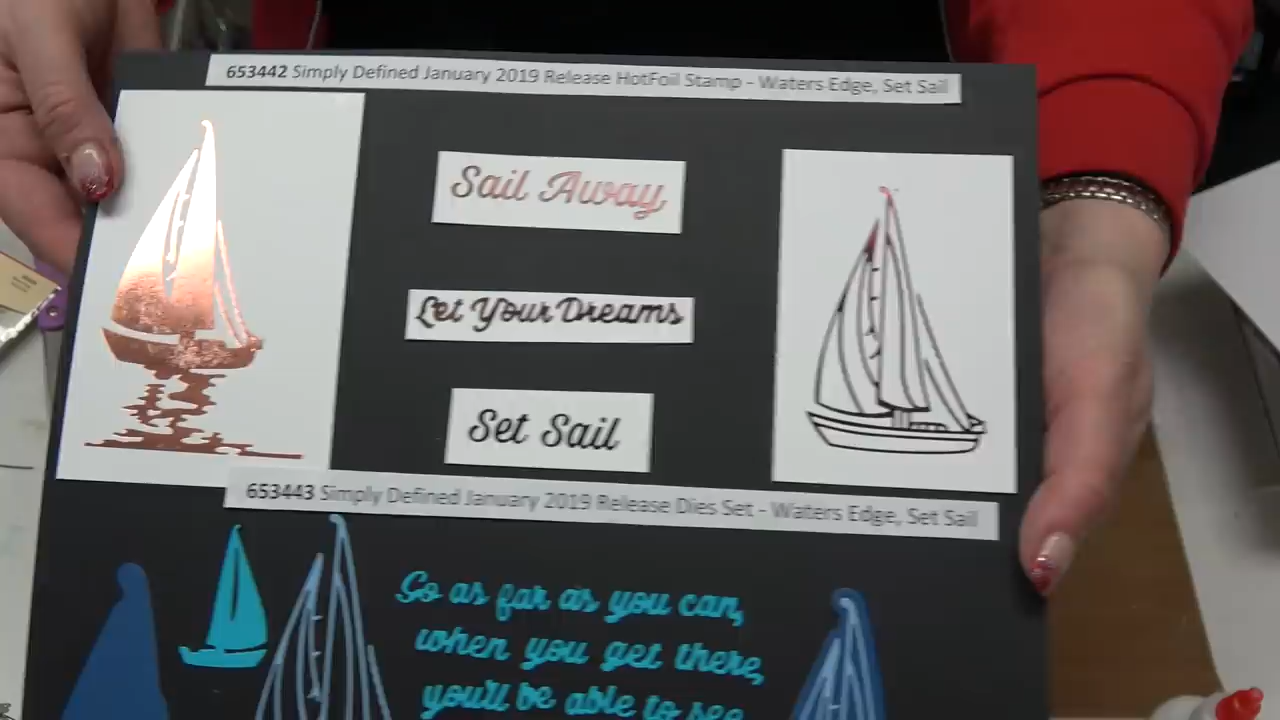 653442 Simply Defined January 2019 Release HotFoil Stamp - Waters Edge, Set Sail
Sail Away
Let Your Dreams
Set Sail
653443 Simply Defined January 2019 Release Dies Set - Waters Edge, Set Sail
So as far as you can,
when you get there,
you'll be able to see